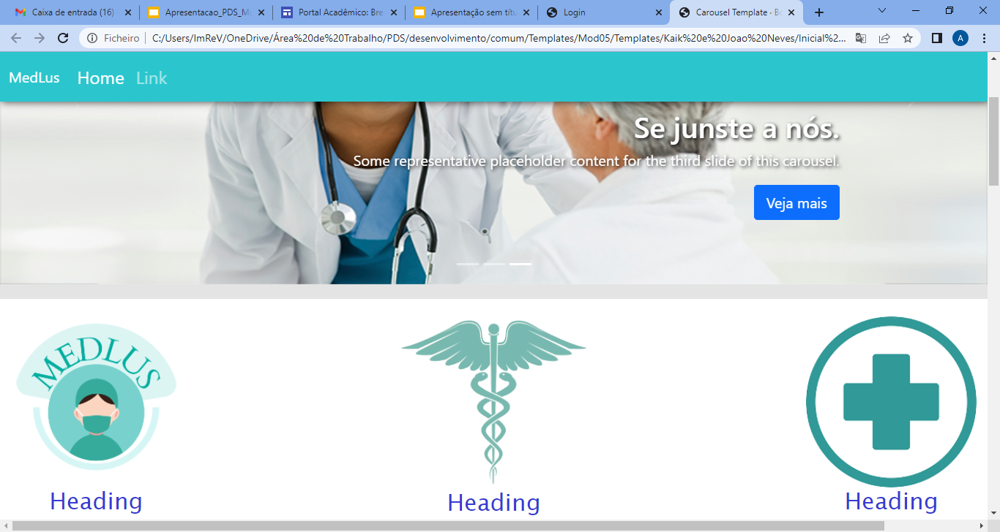 Caixa de entrada (16)
Apresentacao_PDS_Mo
Portal Acadêmico: Bre
Apresentação sem títu
Login
Carousel Template · Bo
Ficheiro
C:/Users/ImReV/OneDrive/Área%20de%20Trabalho/PDS/desenvolvimento/comum/Templates/Mod05/Templates/Kaik%20e%20Joao%20Neves/Inicial%2...
A
MedLus Home Link
Se junste a nós.
Some representative placeholder content for the third slide of this carousel.
Veja mais
MEDLUS
Heading
Heading
Heading